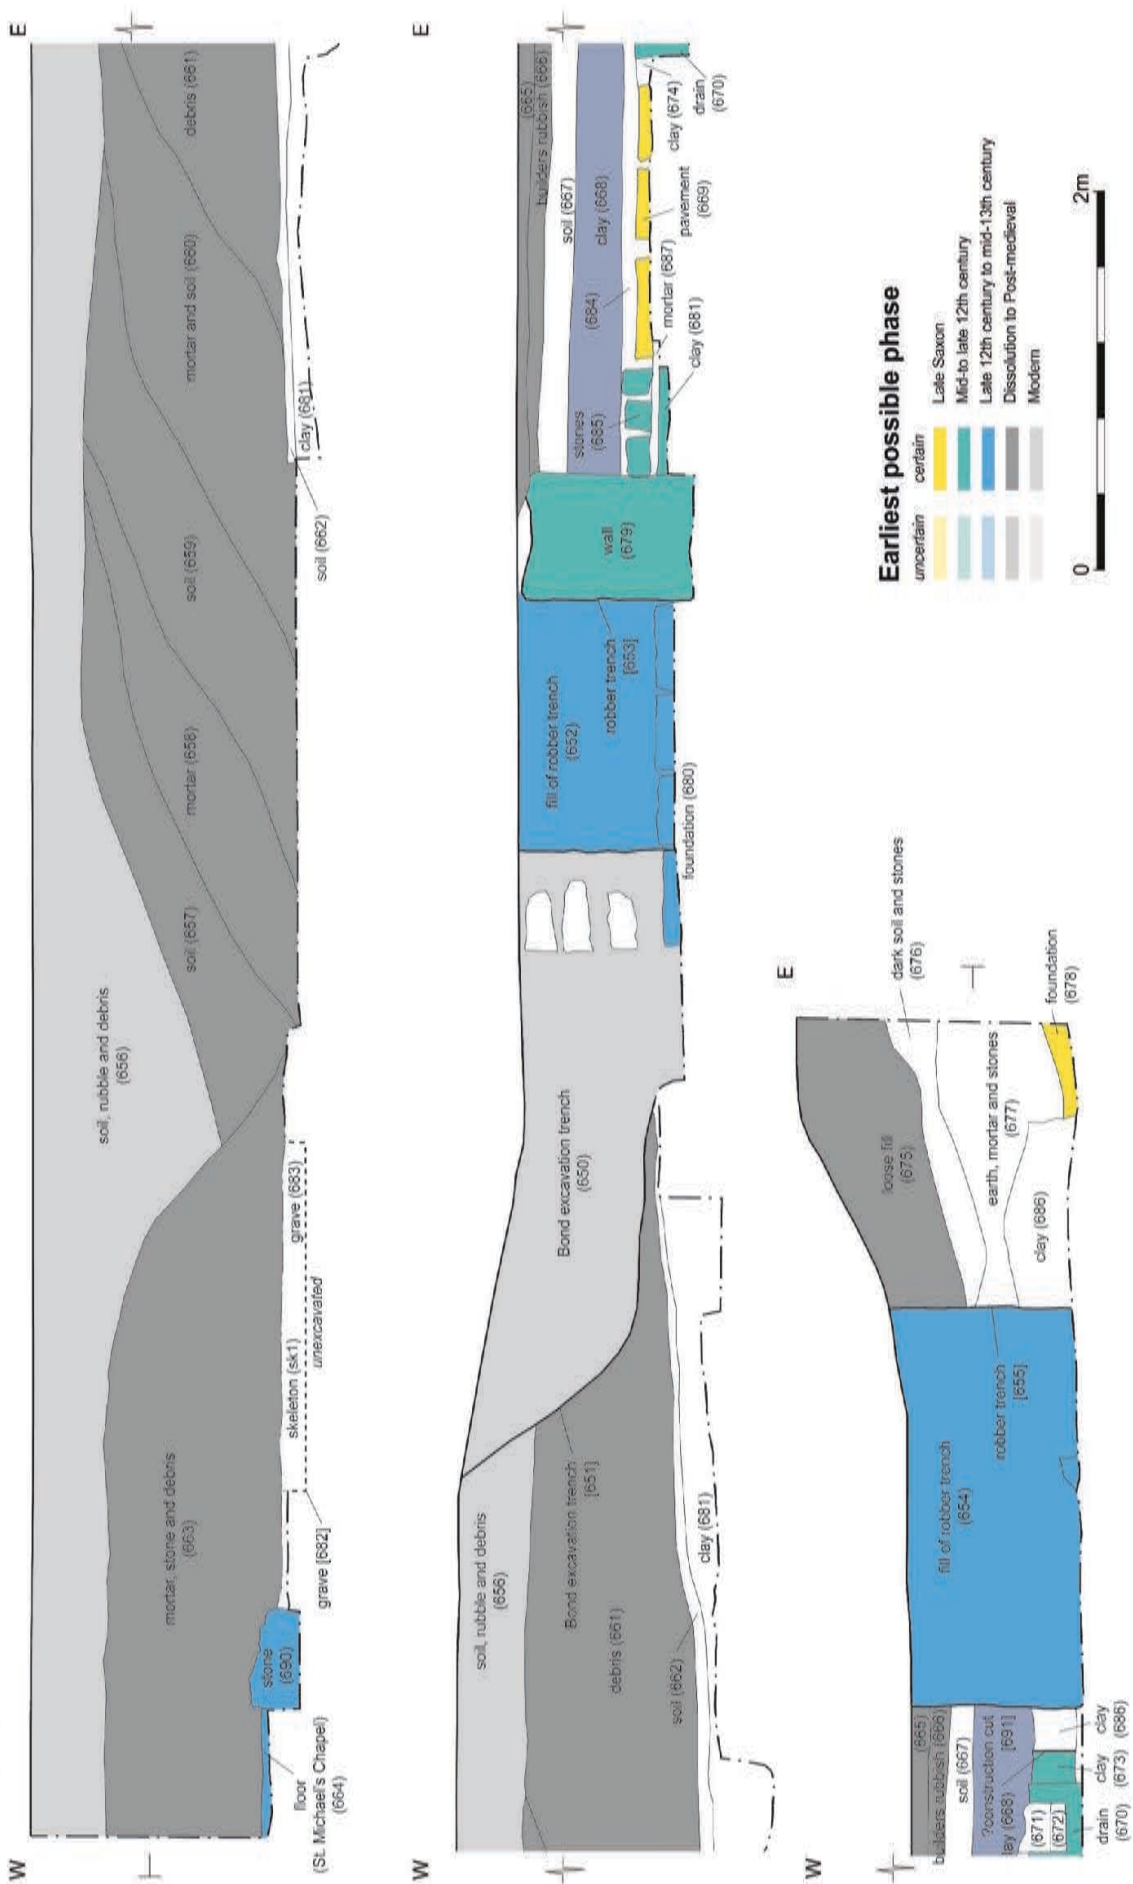 W
E
soil, rubble and debris
(656)
debris (661)
mortar and soil (660)
soil (659)
mortar (658)
soil (657)
mortar, stone and debris
(663)
clay (681)
soil (662)
grave (683)
skeleton (sk1)
unexcavated
grave [682]
stone
(690)
floor
(St. Michael's Chapel)
(664)
W
E
soil, rubble and debris
(656)
Bond excavation trench
[651]
debris (661)
soil (662)
clay (681)
Bond excavation trench
(650)
foundation (680)
fill of robber trench
(652)
robber trench
[653]
wall
(679)
stones
(685)
(684)
clay (668)
soil (667)
(665)
builders rubbish (666)
clay (681)
mortar (687)
pavement
(669)
clay (674)
drain
(670)
W
E
(665)
builders rubbish (666)
soil (667)
?construction cut
[691]
lay (668)
(671)
(672)
drain
(670)
clay
(673)
clay
(686)
fill of robber trench
(654)
robber trench
[655]
loose fill
(675)
dark soil and stones
(676)
earth, mortar and stones
(677)
clay (686)
foundation
(678)
Earliest possible phase
uncertain
certain
Late Saxon
Mid-to late 12th century
Late 12th century to mid-13th century
Dissolution to Post-medieval
Modern
0
2m